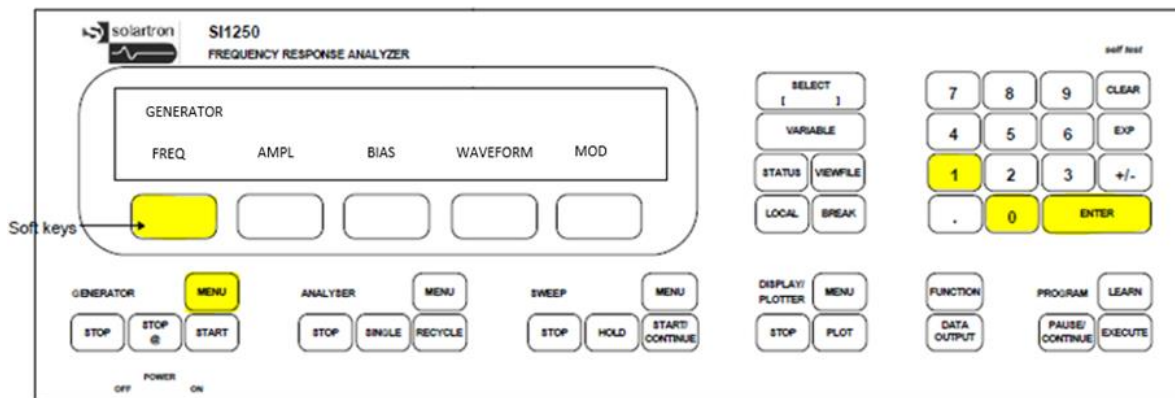 solartron SI1250
FREQUENCY RESPONSE ANALYZER
self test
GENERATOR
FREQ AMPL BIAS WAVEFORM MOD
Soft keys
SELECT
[ ]
VARIABLE
STATUS VIEWFILE
LOCAL BREAK
7 8 9 CLEAR
4 5 6 EXP
1 2 3 +/-
. 0 ENTER
GENERATOR MENU
STOP STOP @ START
POWER
OFF ON
ANALYSER MENU
STOP SINGLE RECYCLE
SWEEP MENU
STOP HOLD START/ CONTINUE
DISPLAY/ PLOTTER MENU
STOP PLOT
FUNCTION PROGRAM LEARN
DATA OUTPUT PAUSE/ CONTINUE EXECUTE